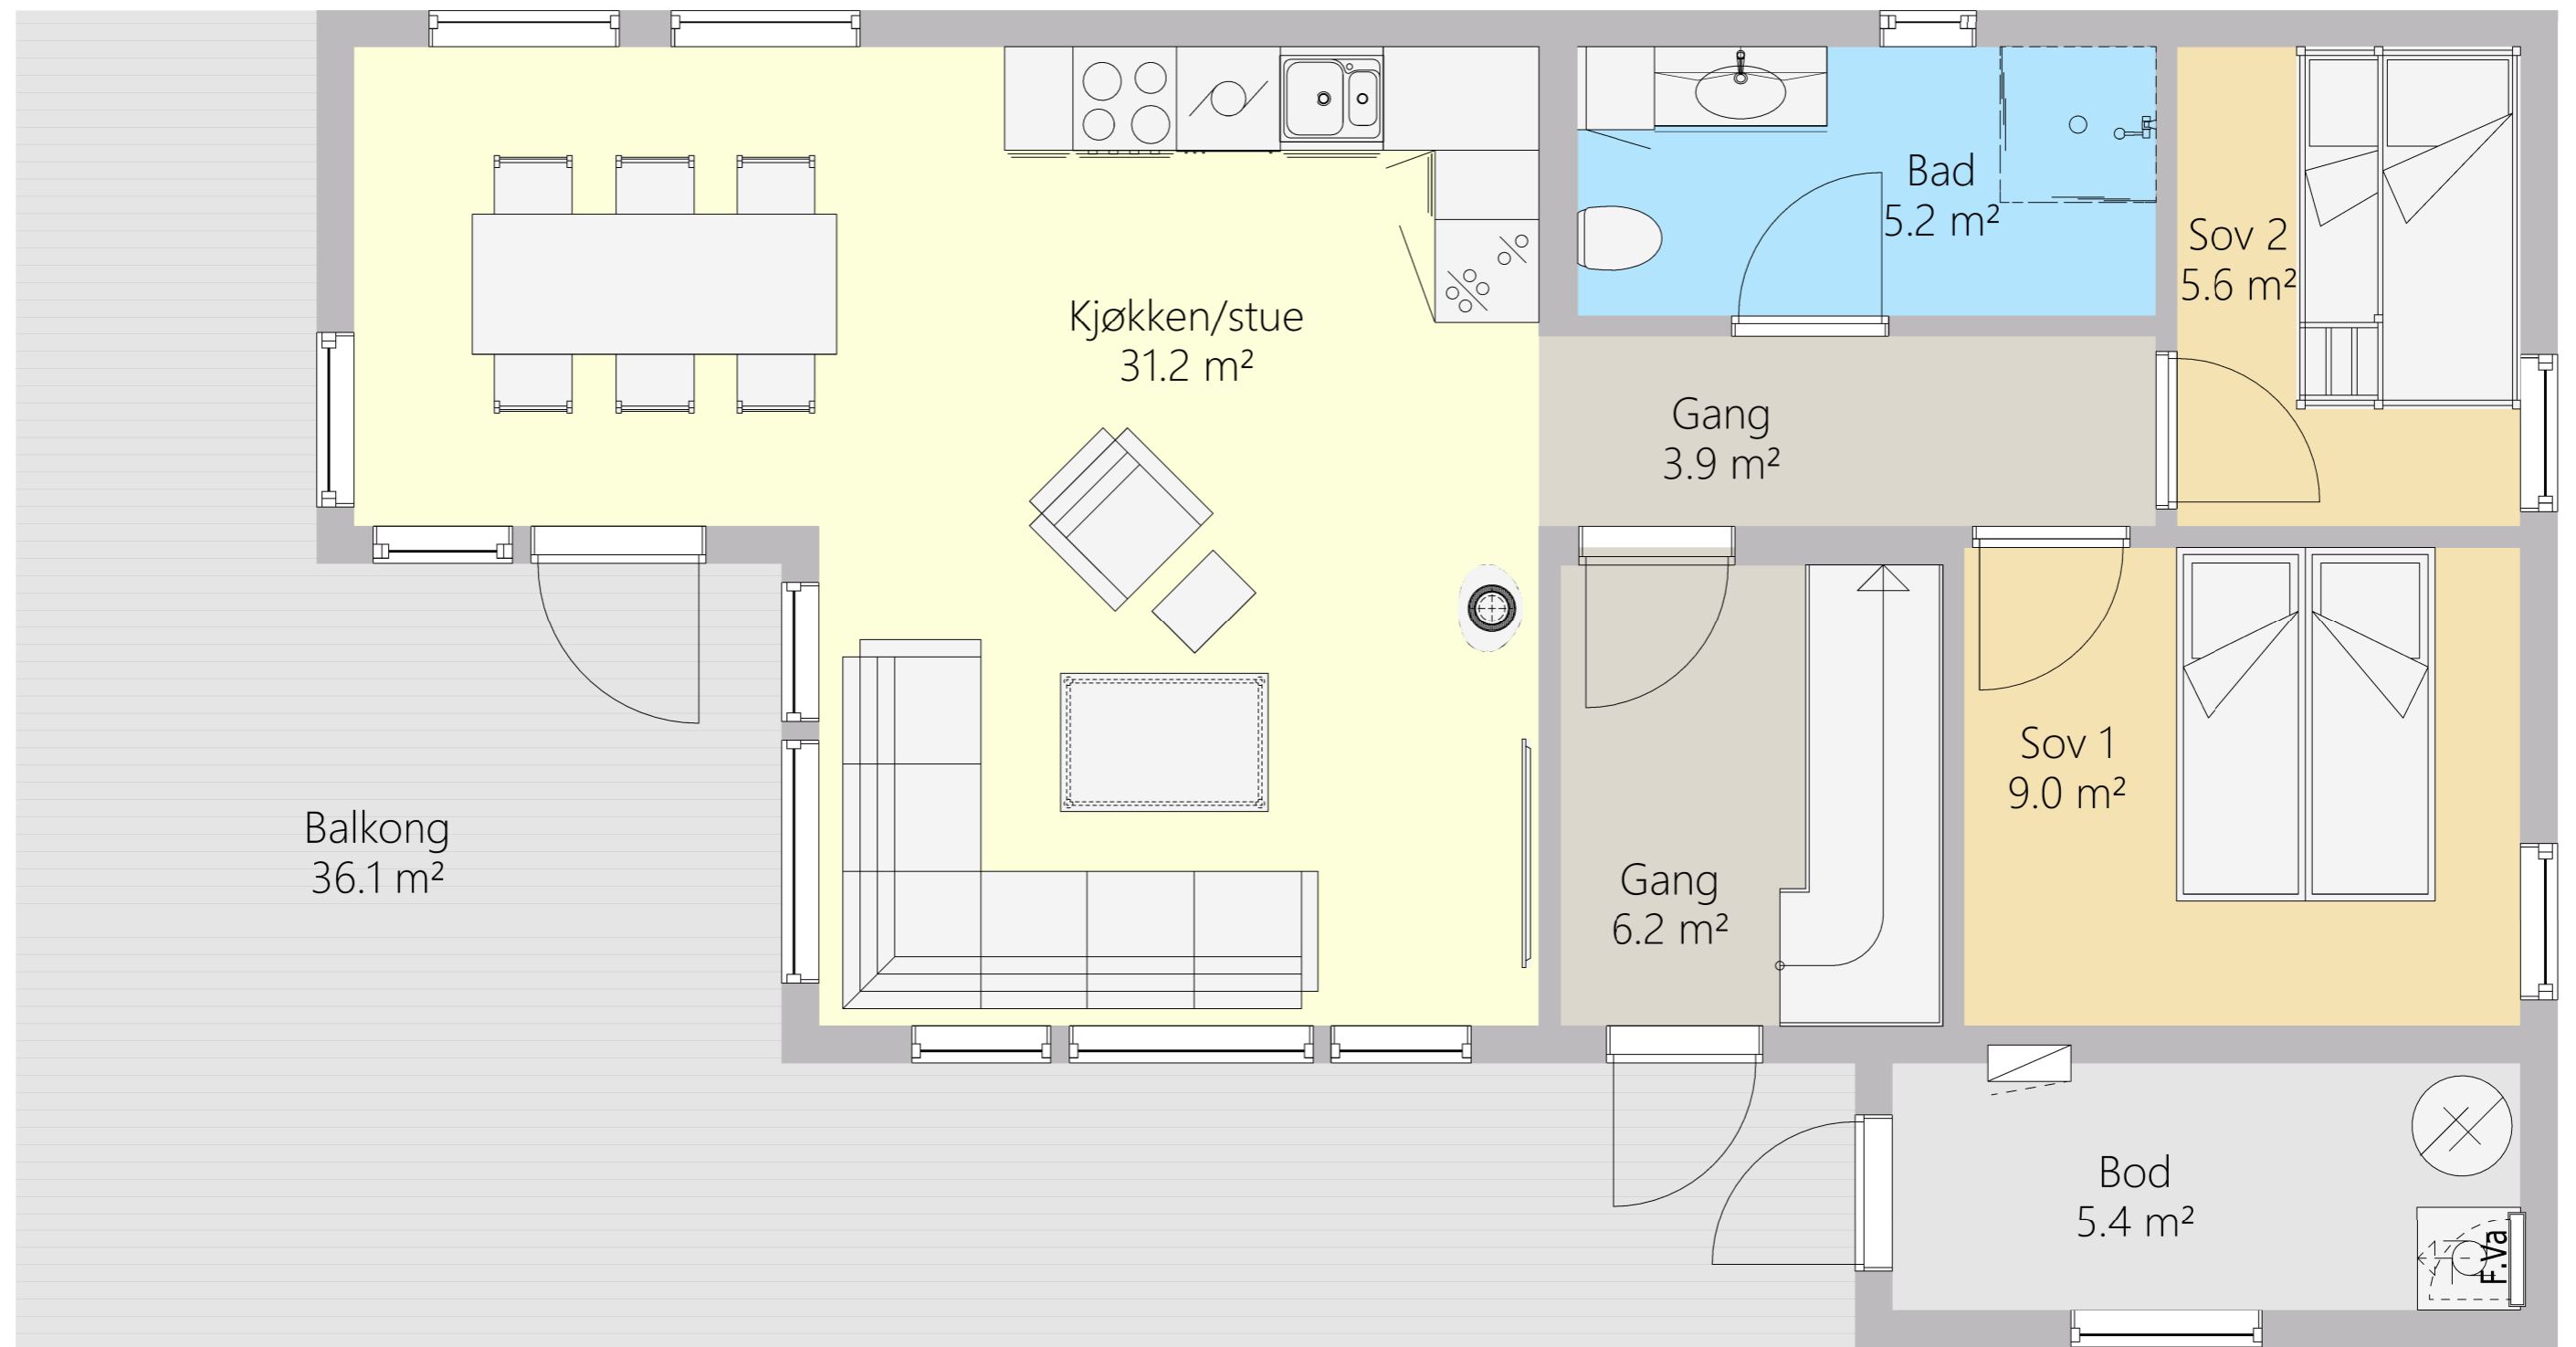 Bad
5.2 m²
Sov 2
5.6 m²
Kjøkken/stue
31.2 m²
Gang
3.9 m²
Sov 1
9.0 m²
Balkong
36.1 m²
Gang
6.2 m²
Bod
5.4 m²
F.Va